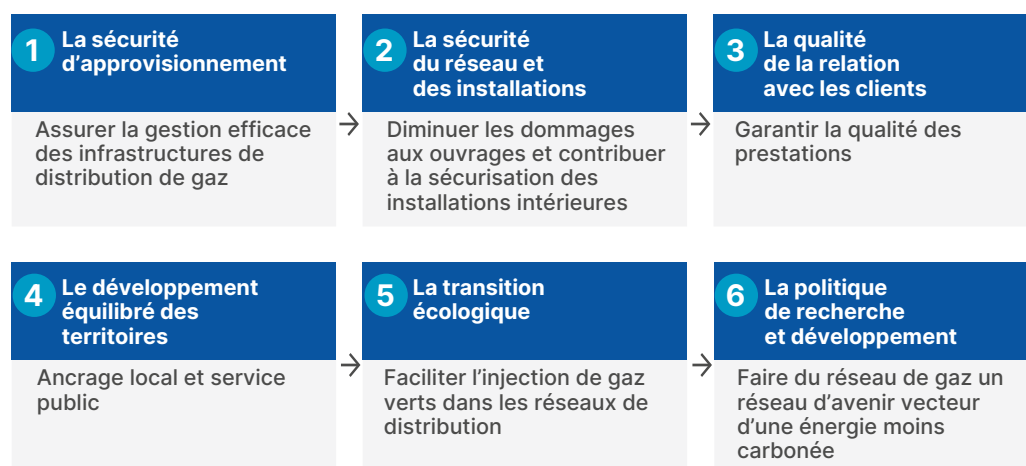 1
La sécurité
d'approvisionnement
Assurer la gestion efficace
des infrastructures de
distribution de gaz
2
La sécurité
du réseau et
des installations
Diminuer les dommages
aux ouvrages et contribuer
à la sécurisation des
installations intérieures
3
La qualité
de la relation
avec les clients
Garantir la qualité des
prestations
4
Le développement
équilibré des
territoires
Ancrage local et service
public
5
La transition
écologique
Faciliter l'injection de gaz
verts dans les réseaux de
distribution
6
La politique
de recherche
et développement
Faire du réseau de gaz un
réseau d'avenir vecteur
d'une énergie moins
carbonée